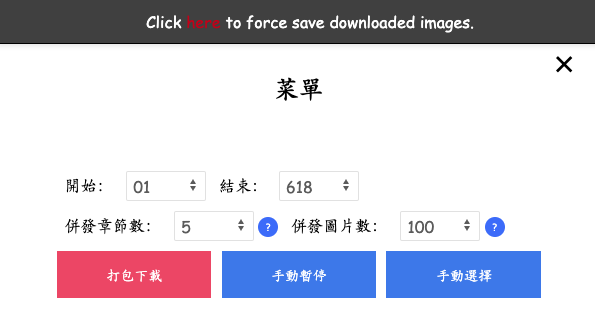 Click here to force save downloaded images.
菜單
開始： 01 結束： 618
併發章節數： 5 ? 併發圖片數： 100 ?
打包下載 手動暫停 手動選擇